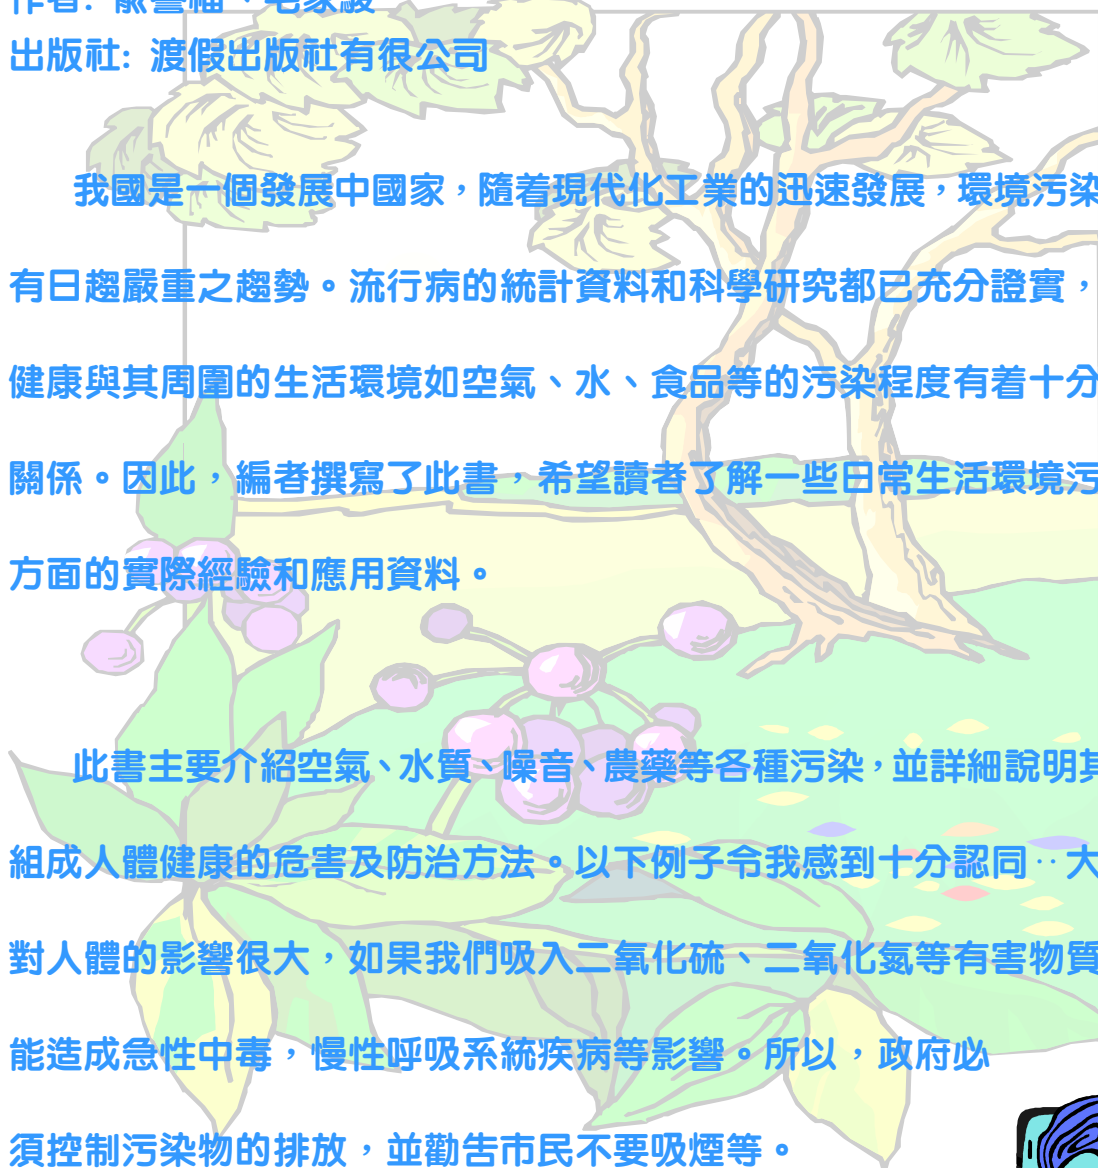 作者: 俞誉福、毛家駿
出版社: 渡假出版社有很公司
我國是一個發展中國家，隨着現代化工業的迅速發展，環境污染
有日趨嚴重之趨勢。流行病的統計資料和科學研究都已充分證實，
健康與其周圍的生活環境如空氣、水、食品等的污染程度有着十分
關係。因此，編者撰寫了此書，希望讀者了解一些日常生活環境污
方面的實際經驗和應用資料。
此書主要介紹空氣、水質、噪音、農藥等各種污染，並詳細說明其
組成人體健康的危害及防治方法。以下例子令我感到十分認同‥大
對人體的影響很大，如果我們吸入二氧化硫、二氧化氮等有害物質
能造成急性中毒，慢性呼吸系統疾病等影響。所以，政府必
須控制污染物的排放，並勸告市民不要吸煙等。